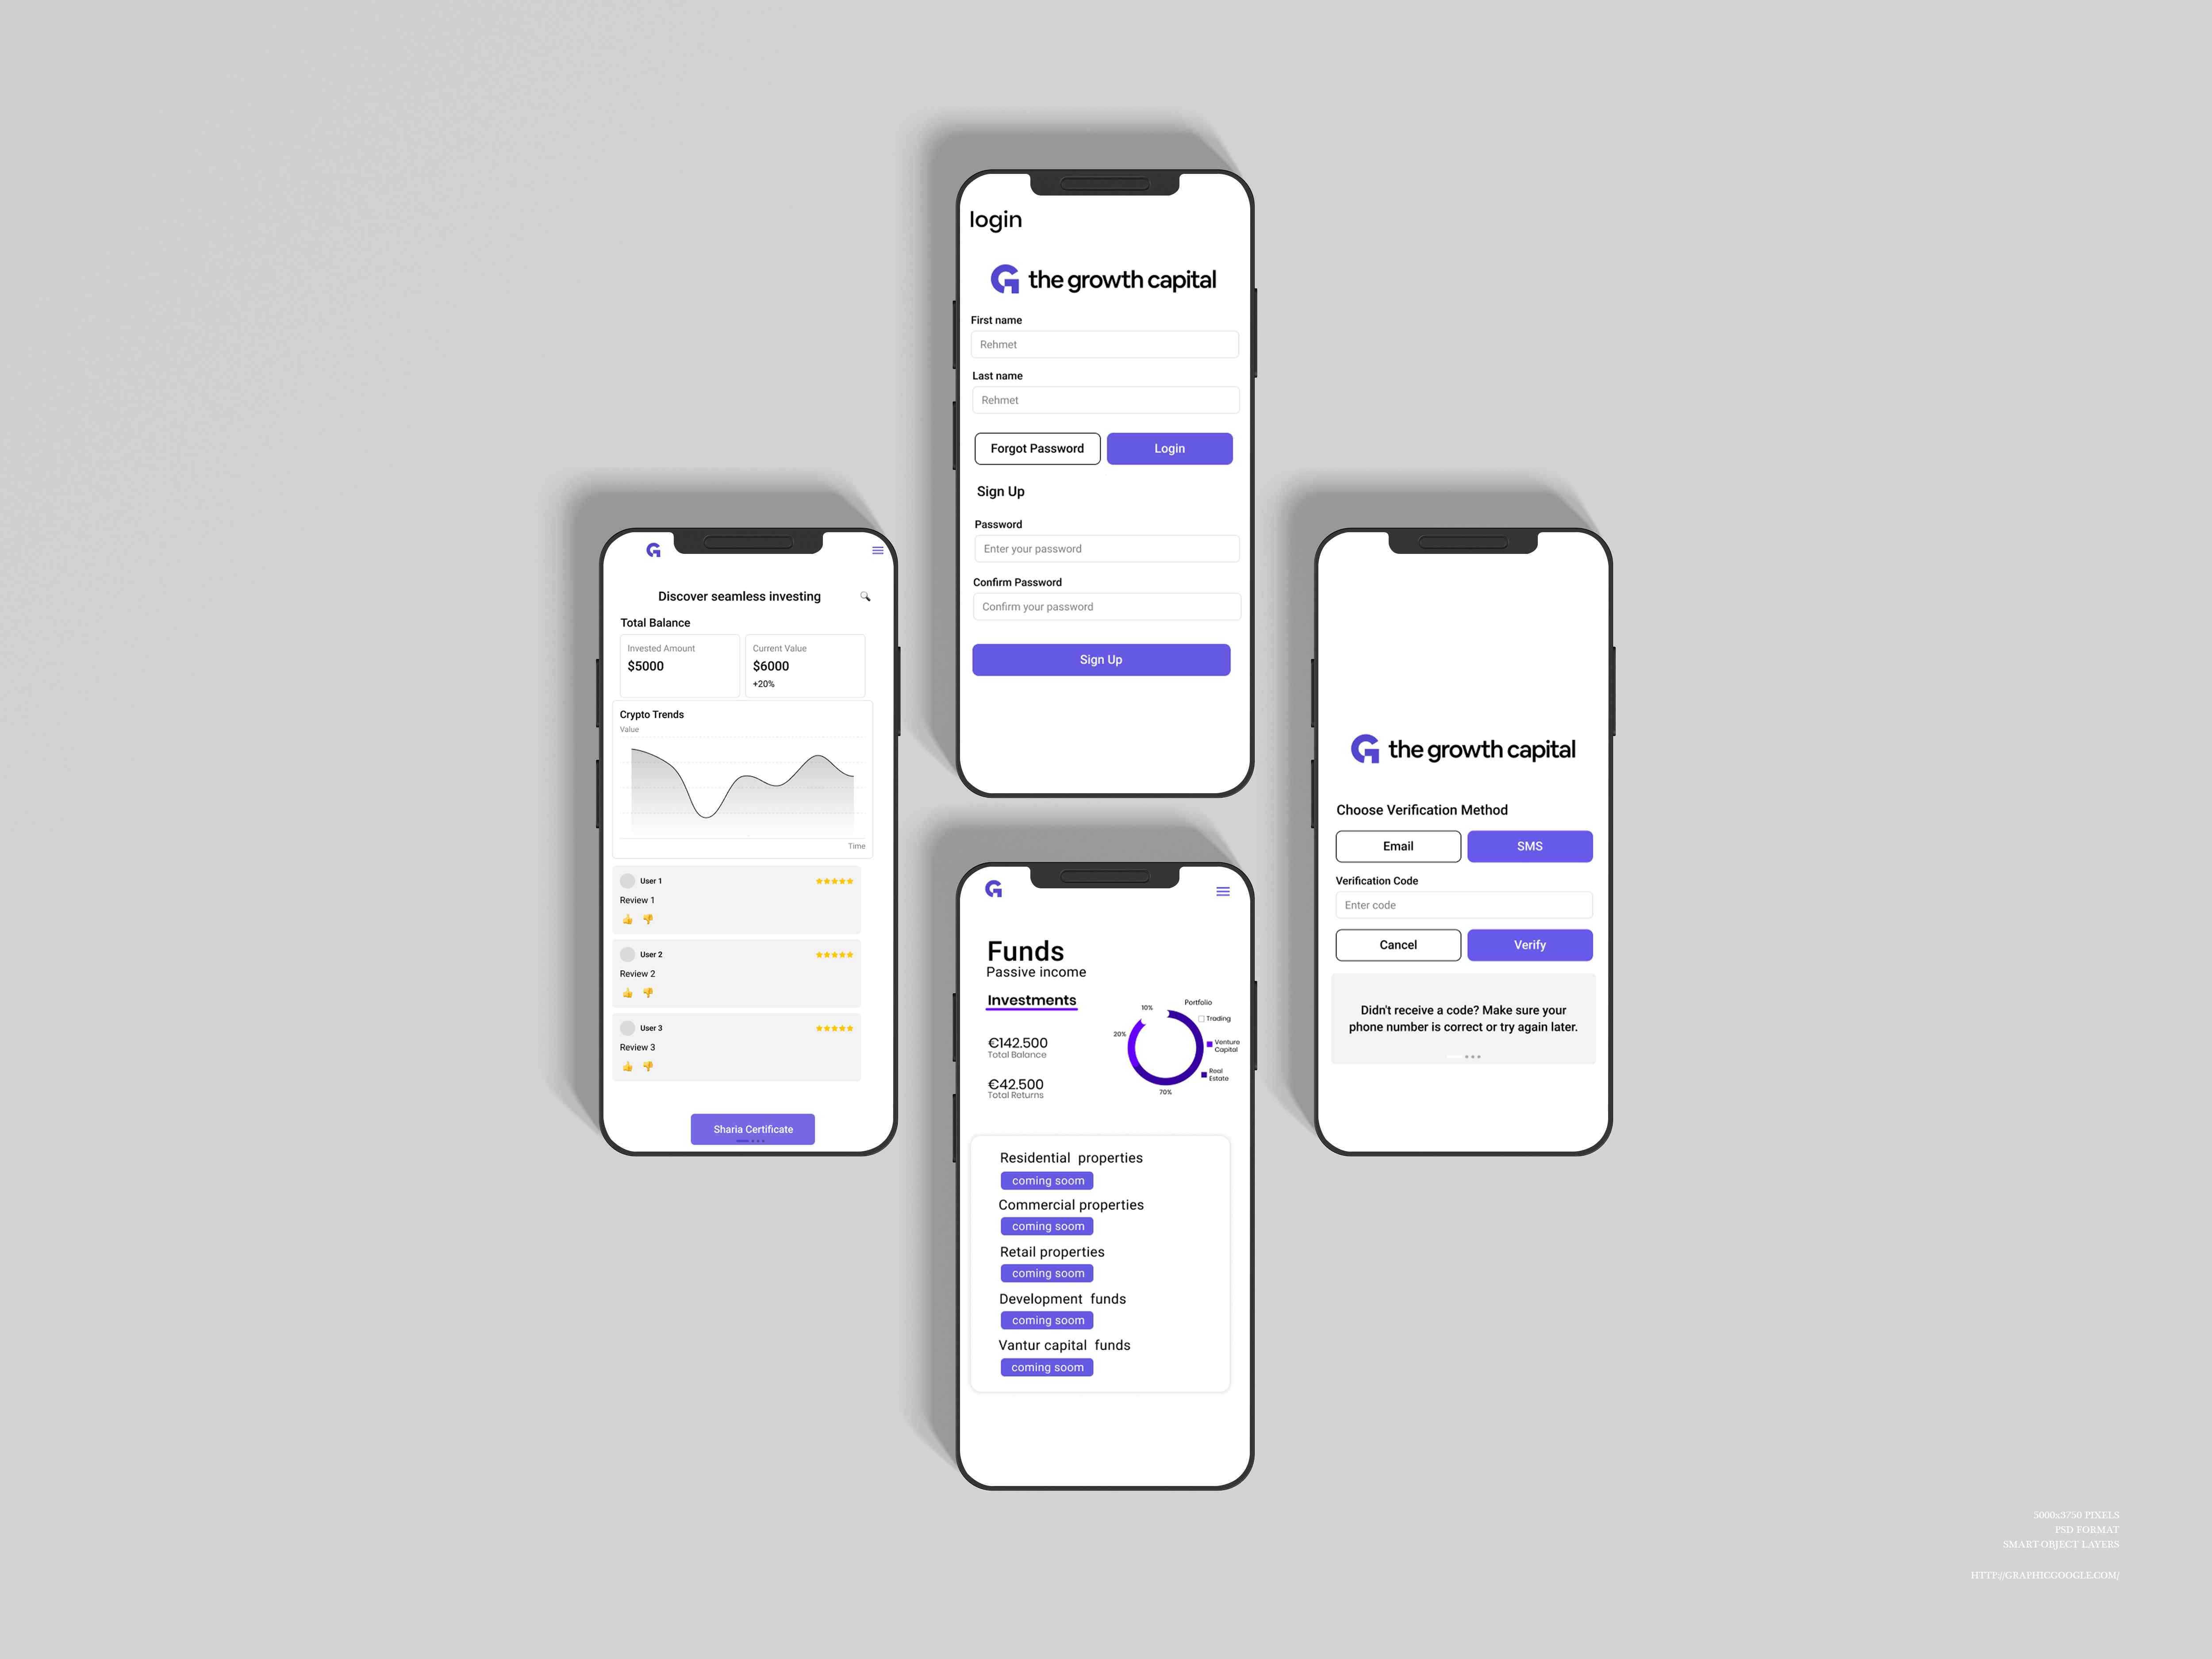 login
the growth capital
First name
Rehmet
Last name
Rehmet
Forgot Password
Login
Sign Up
Password
Enter your password
Confirm Password
Confirm your password
Sign Up
Discover seamless investing
Total Balance
Invested Amount
$5000
Current Value
$6000
+20%
Crypto Trends
Value
Time
User 1
Review 1
User 2
Review 2
User 3
Review 3
Sharia Certificate
the growth capital
Choose Verification Method
Email
SMS
Verification Code
Enter code
Cancel
Verify
Didn't receive a code? Make sure your
phone number is correct or try again later.
Funds
Passive income
Investments
€142.500
Total Balance
€42.500
Total Returns
10%
20%
70%
Portfolio
Trading
Venture
Capital
Real
Estate
Residential properties
coming soom
Commercial properties
coming soom
Retail properties
coming soom
Development funds
coming soom
Vantur capital funds
coming soom
5000x3750 PIXELS
PSD FORMAT
SMART-OBJECT LAYERS
HTTP://GRAPHICGOOGLE.COM/